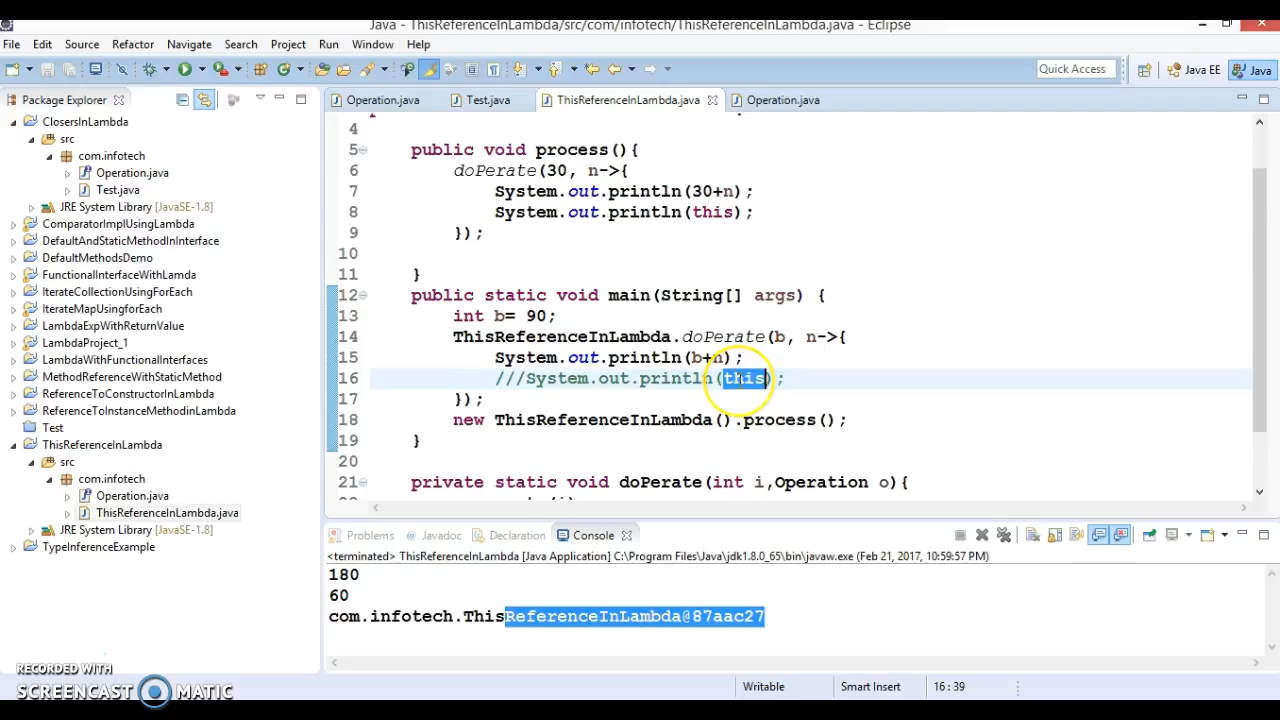 Java - ThisReferenceInLambda/src/com/infotech/ThisReferenceInLambda.java - Eclipse
File Edit Source Refactor Navigate Search Project Run Window Help
Quick Access Java EE Java
Package Explorer
ClosersInLambda
src
com.infotech
Operation.java
Test.java
JRE System Library [JavaSE-1.8]
ComparatorImplUsingLambda
DefaultAndStaticMethodInInterface
DefaultMethodsDemo
FunctionalInterfaceWithLamda
IterateCollectionUsingForEach
IterateMapUsingforEach
LambdaExpWithReturnValue
LambdaProject_1
LambdaWithFunctionalInterfaces
MethodReferenceWithStaticMethod
ReferenceToConstructorInLambda
ReferenceToInstanceMethodinLambda
Test
ThisReferenceInLambda
src
com.infotech
Operation.java
ThisReferenceInLambda.java
JRE System Library [JavaSE-1.8]
TypeInferenceExample
Operation.java Test.java ThisReferenceInLambda.java Operation.java
4
5 public void process(){
6 doPerate(30, n->{
7 System.out.println(30+n);
8 System.out.println(this);
9 });
10
11 }
12 public static void main(String[] args) {
13 int b= 90;
14 ThisReferenceInLambda.doPerate(b, n->{
15 System.out.println(b+n);
16 ///System.out.println(this);
17 });
18 new ThisReferenceInLambda().process();
19 }
20
21 private static void doPerate(int i,Operation o){
Problems Javadoc Declaration Console
<terminated> ThisReferenceInLambda [Java Application] C:\Program Files\Java\jdk1.8.0_65\bin\javaw.exe (Feb 21, 2017, 10:59:57 PM)
180
60
com.infotech.ThisReferenceInLambda@87aac27
Writable Smart Insert 16 : 39
RECORDED WITH
SCREENCAST MATIC